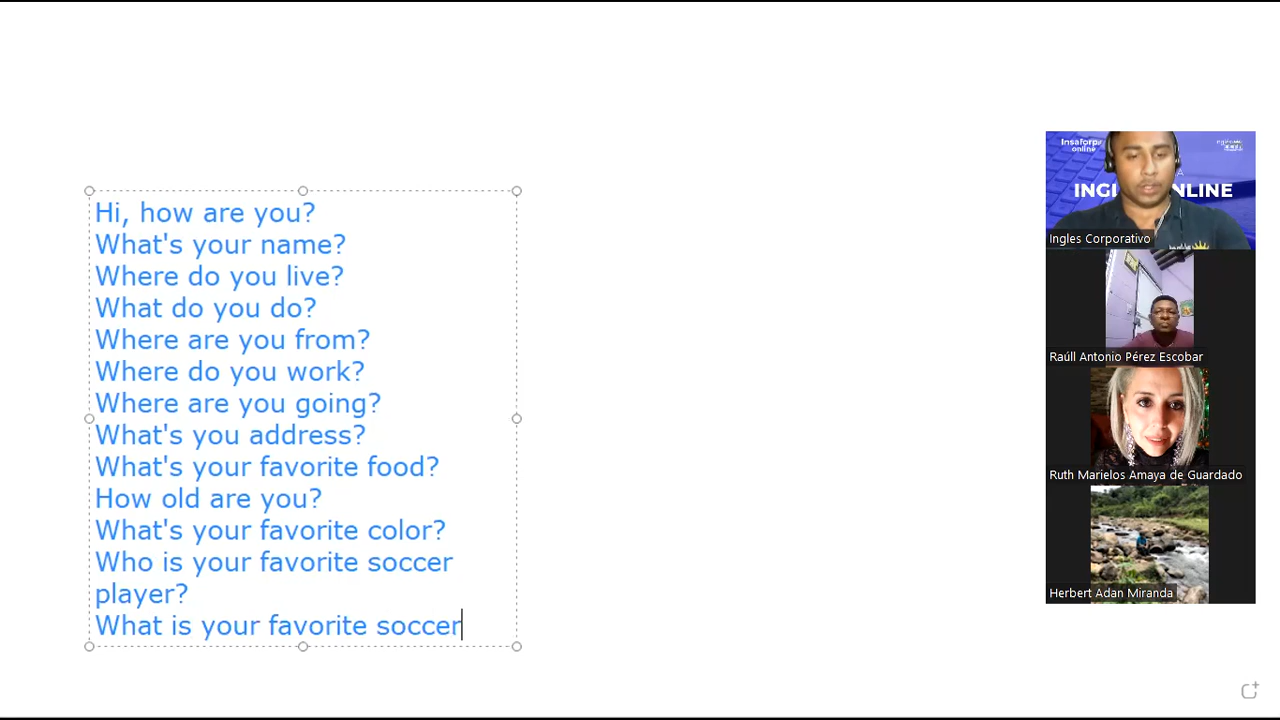 Hi, how are you?
What's your name?
Where do you live?
What do you do?
Where are you from?
Where do you work?
Where are you going?
What's you address?
What's your favorite food?
How old are you?
What's your favorite color?
Who is your favorite soccer
player?
What is your favorite soccer
Insaforp
online
Ingles Corporativo
Raúll Antonio Pérez Escobar
Ruth Marielos Amaya de Guardado
Herbert Adan Miranda